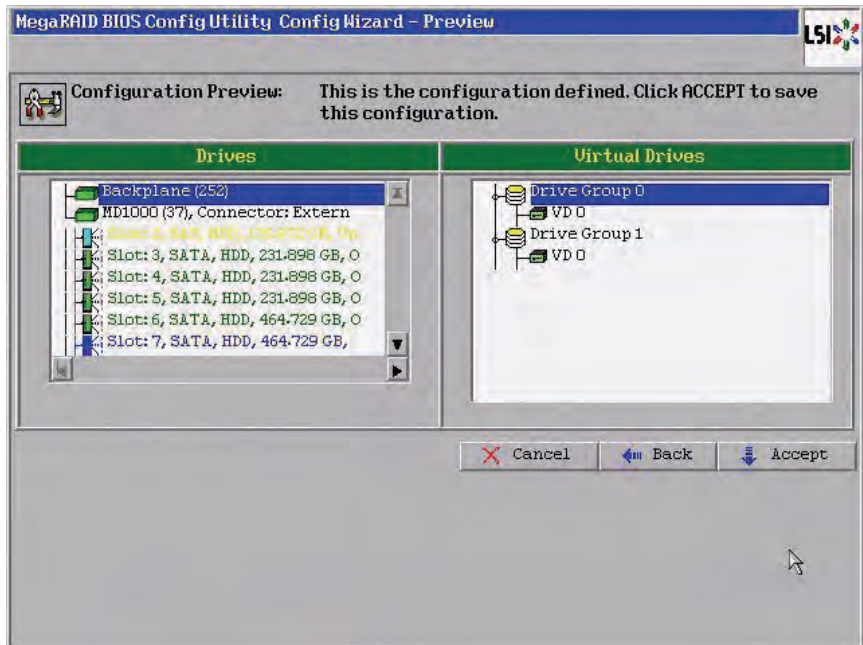 MegaRAID BIOS Config Utility Config Wizard – Preview
LSI
Configuration Preview: This is the configuration defined. Click ACCEPT to save
this configuration.
Drives
Backplane (252)
MD1000 (37), Connector: Extern
Slot: 3, SATA, HDD, 231.898 GB, O
Slot: 4, SATA, HDD, 231.898 GB, O
Slot: 5, SATA, HDD, 231.898 GB, O
Slot: 6, SATA, HDD, 464.729 GB, O
Slot: 7, SATA, HDD, 464.729 GB,
Virtual Drives
Drive Group 0
VD 0
Drive Group 1
VD 0
Cancel
Back
Accept